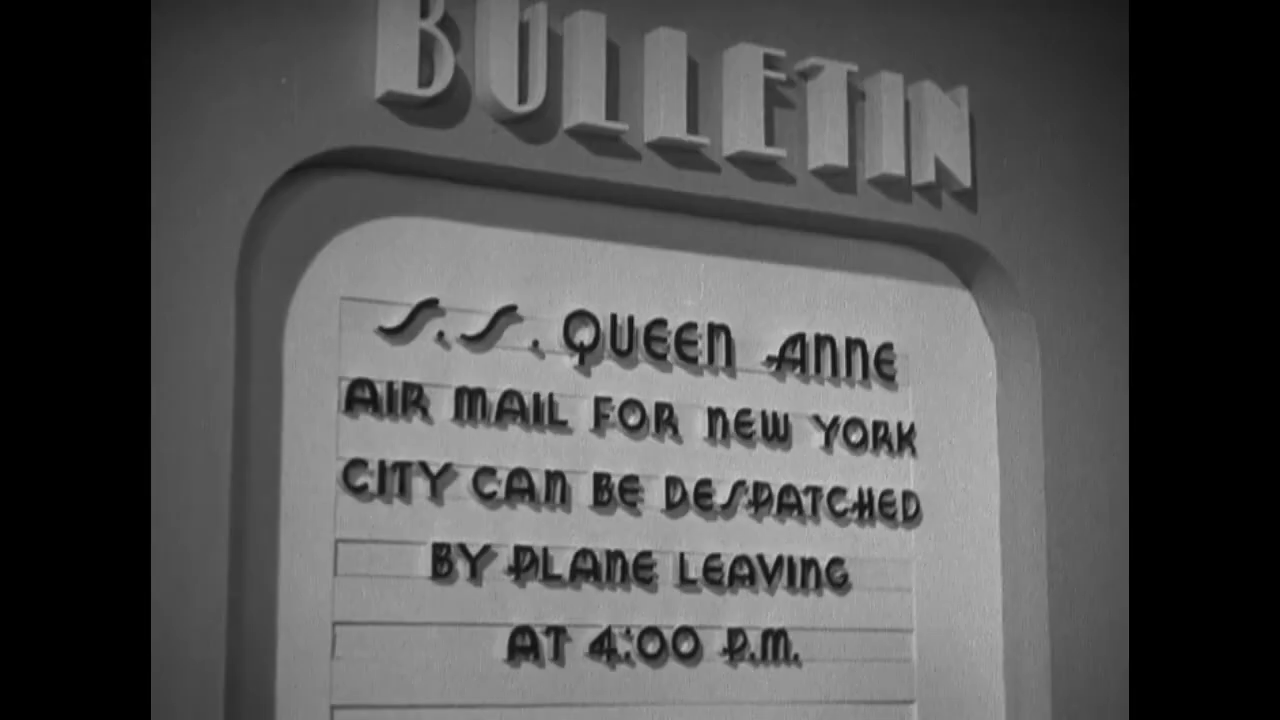 BULLETIN
S.S. QUEEN ANNE
AIR MAIL FOR NEW YORK
CITY CAN BE DESPATCHED
BY PLANE LEAVING
AT 4:00 P.M.